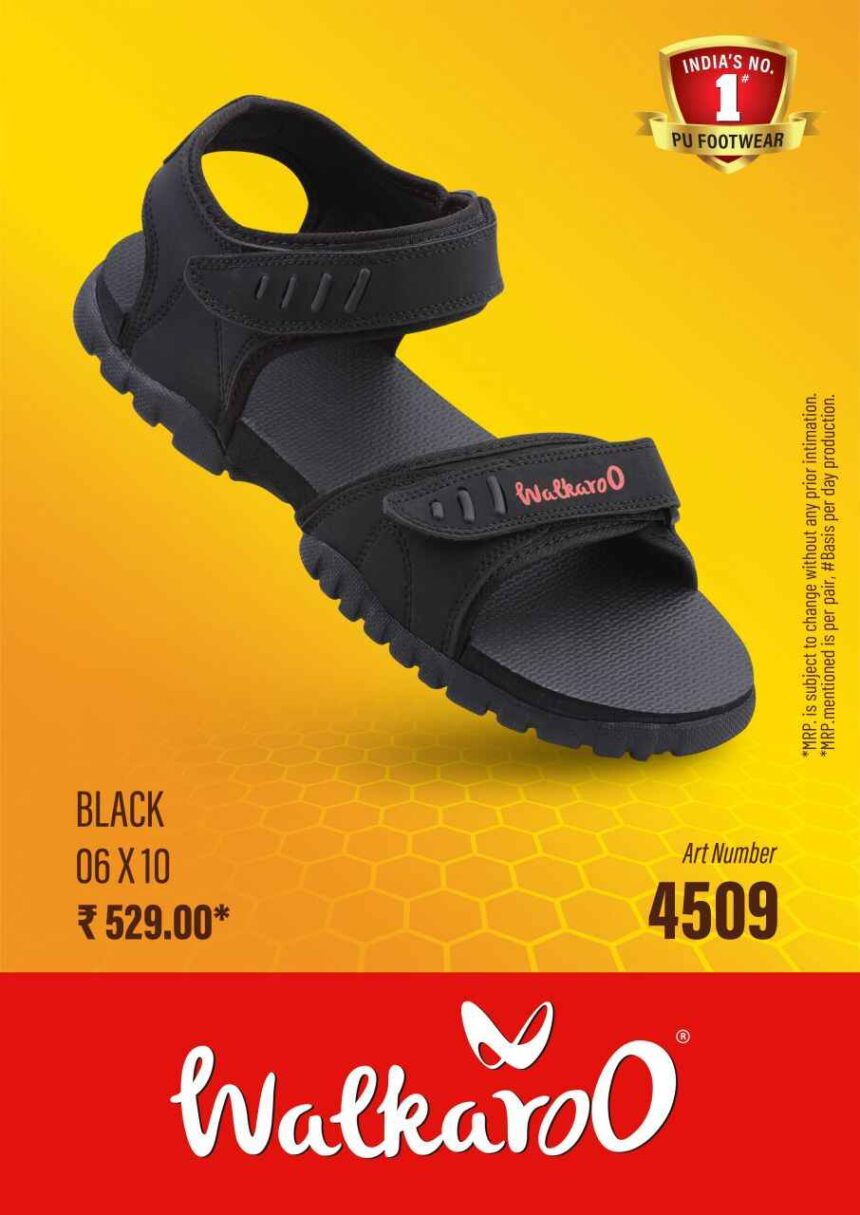 INDIA'S NO.
1#
PU FOOTWEAR
WalkaroO
*MRP. is subject to change without any prior intimation.
*MRP.mentioned is per pair, #Basis per day production.
BLACK
06 X 10
₹ 529.00*
Art Number
4509
WalkaroO®